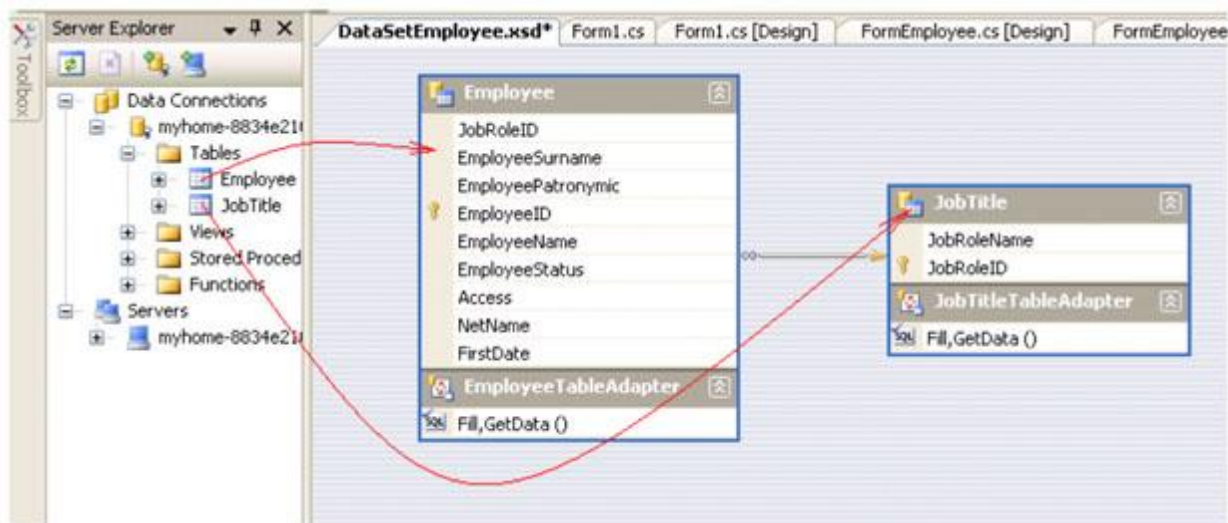 Toolbox
Server Explorer
Data Connections
myhome-8834e21
Tables
Employee
JobTitle
Views
Stored Proced
Functions
Servers
myhome-8834e21
DataSetEmployee.xsd* Form1.cs Form1.cs [Design] FormEmployee.cs [Design] FormEmployee
Employee
JobRoleID
EmployeeSurname
EmployeePatronymic
EmployeeID
EmployeeName
EmployeeStatus
Access
NetName
FirstDate
EmployeeTableAdapter
SQL Fill,GetData ()
JobTitle
JobRoleName
JobRoleID
JobTitleTableAdapter
SQL Fill,GetData ()